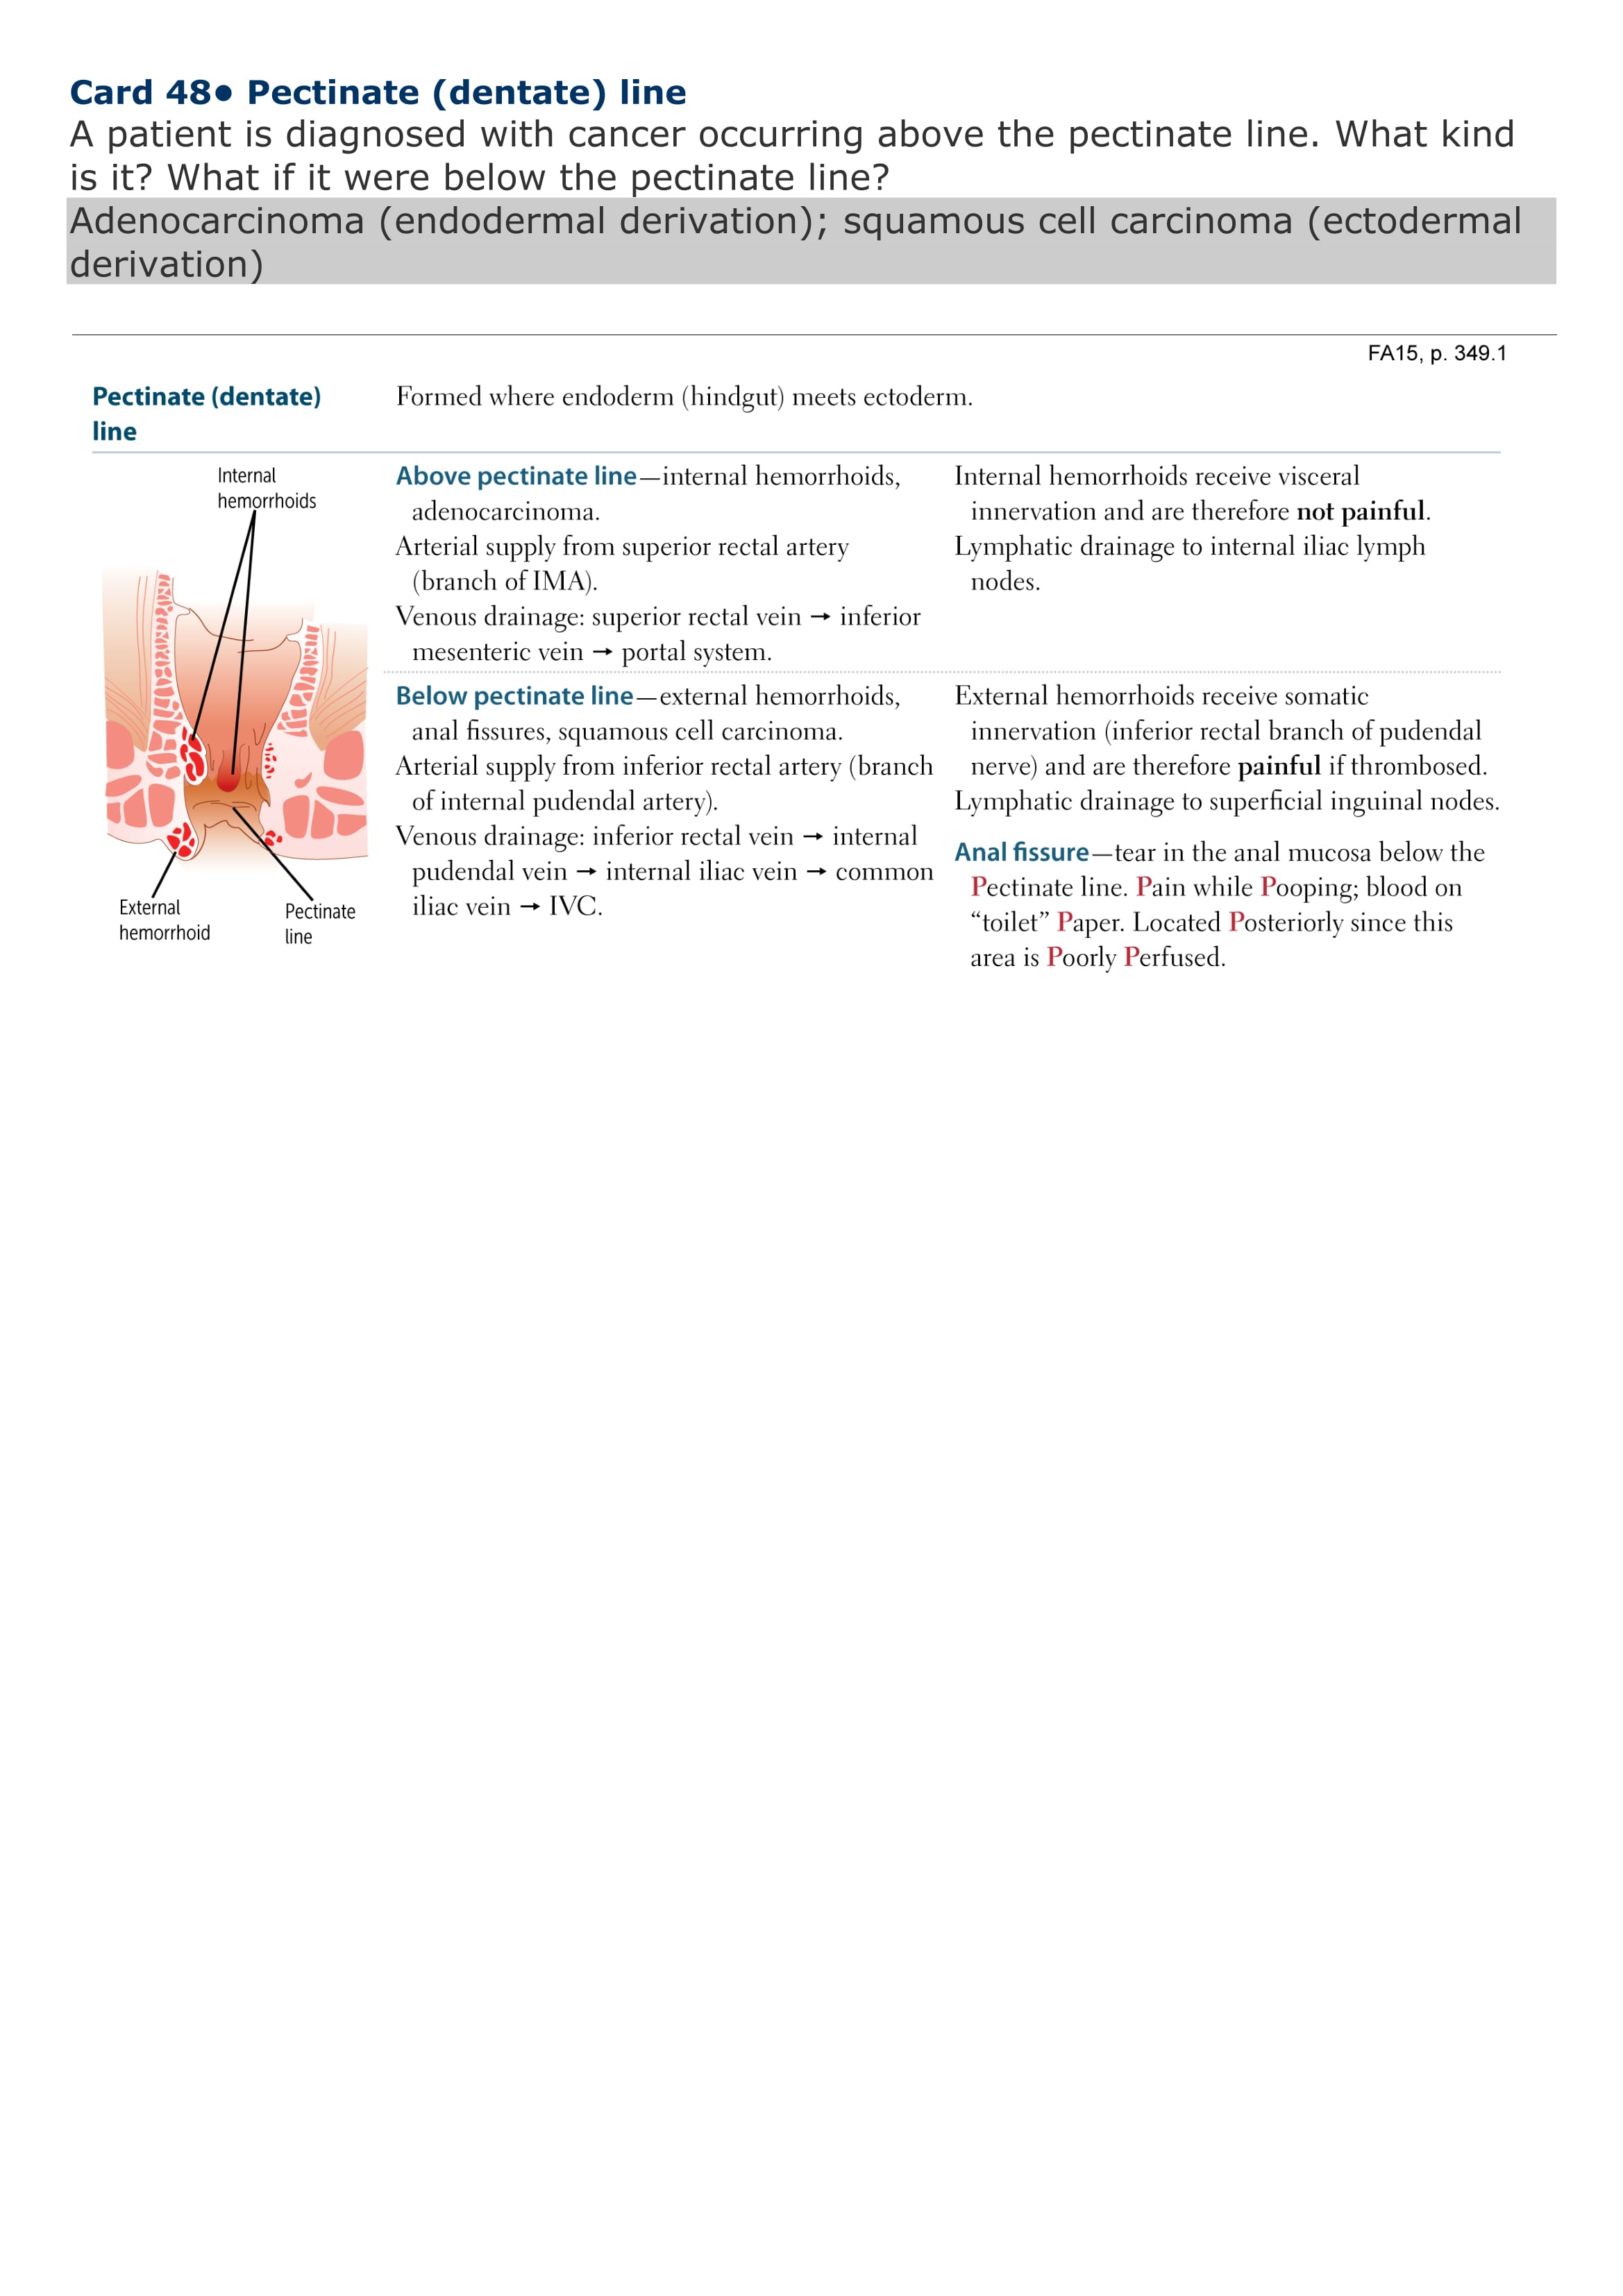 Card 48● Pectinate (dentate) line
A patient is diagnosed with cancer occurring above the pectinate line. What kind
is it? What if it were below the pectinate line?
Adenocarcinoma (endodermal derivation); squamous cell carcinoma (ectodermal
derivation)
FA15, p. 349.1
Pectinate (dentate)
line
Formed where endoderm (hindgut) meets ectoderm.
Internal
hemorrhoids
External
hemorrhoid
Pectinate
line
Above pectinate line—internal hemorrhoids,
adenocarcinoma.
Arterial supply from superior rectal artery
(branch of IMA).
Venous drainage: superior rectal vein → inferior
mesenteric vein → portal system.
Internal hemorrhoids receive visceral
innervation and are therefore not painful.
Lymphatic drainage to internal iliac lymph
nodes.
Below pectinate line—external hemorrhoids,
anal fissures, squamous cell carcinoma.
Arterial supply from inferior rectal artery (branch
of internal pudendal artery).
Venous drainage: inferior rectal vein → internal
pudendal vein → internal iliac vein → common
iliac vein → IVC.
External hemorrhoids receive somatic
innervation (inferior rectal branch of pudendal
nerve) and are therefore painful if thrombosed.
Lymphatic drainage to superficial inguinal nodes.
Anal fissure—tear in the anal mucosa below the
Pectinate line. Pain while Pooping; blood on
“toilet” Paper. Located Posteriorly since this
area is Poorly Perfused.